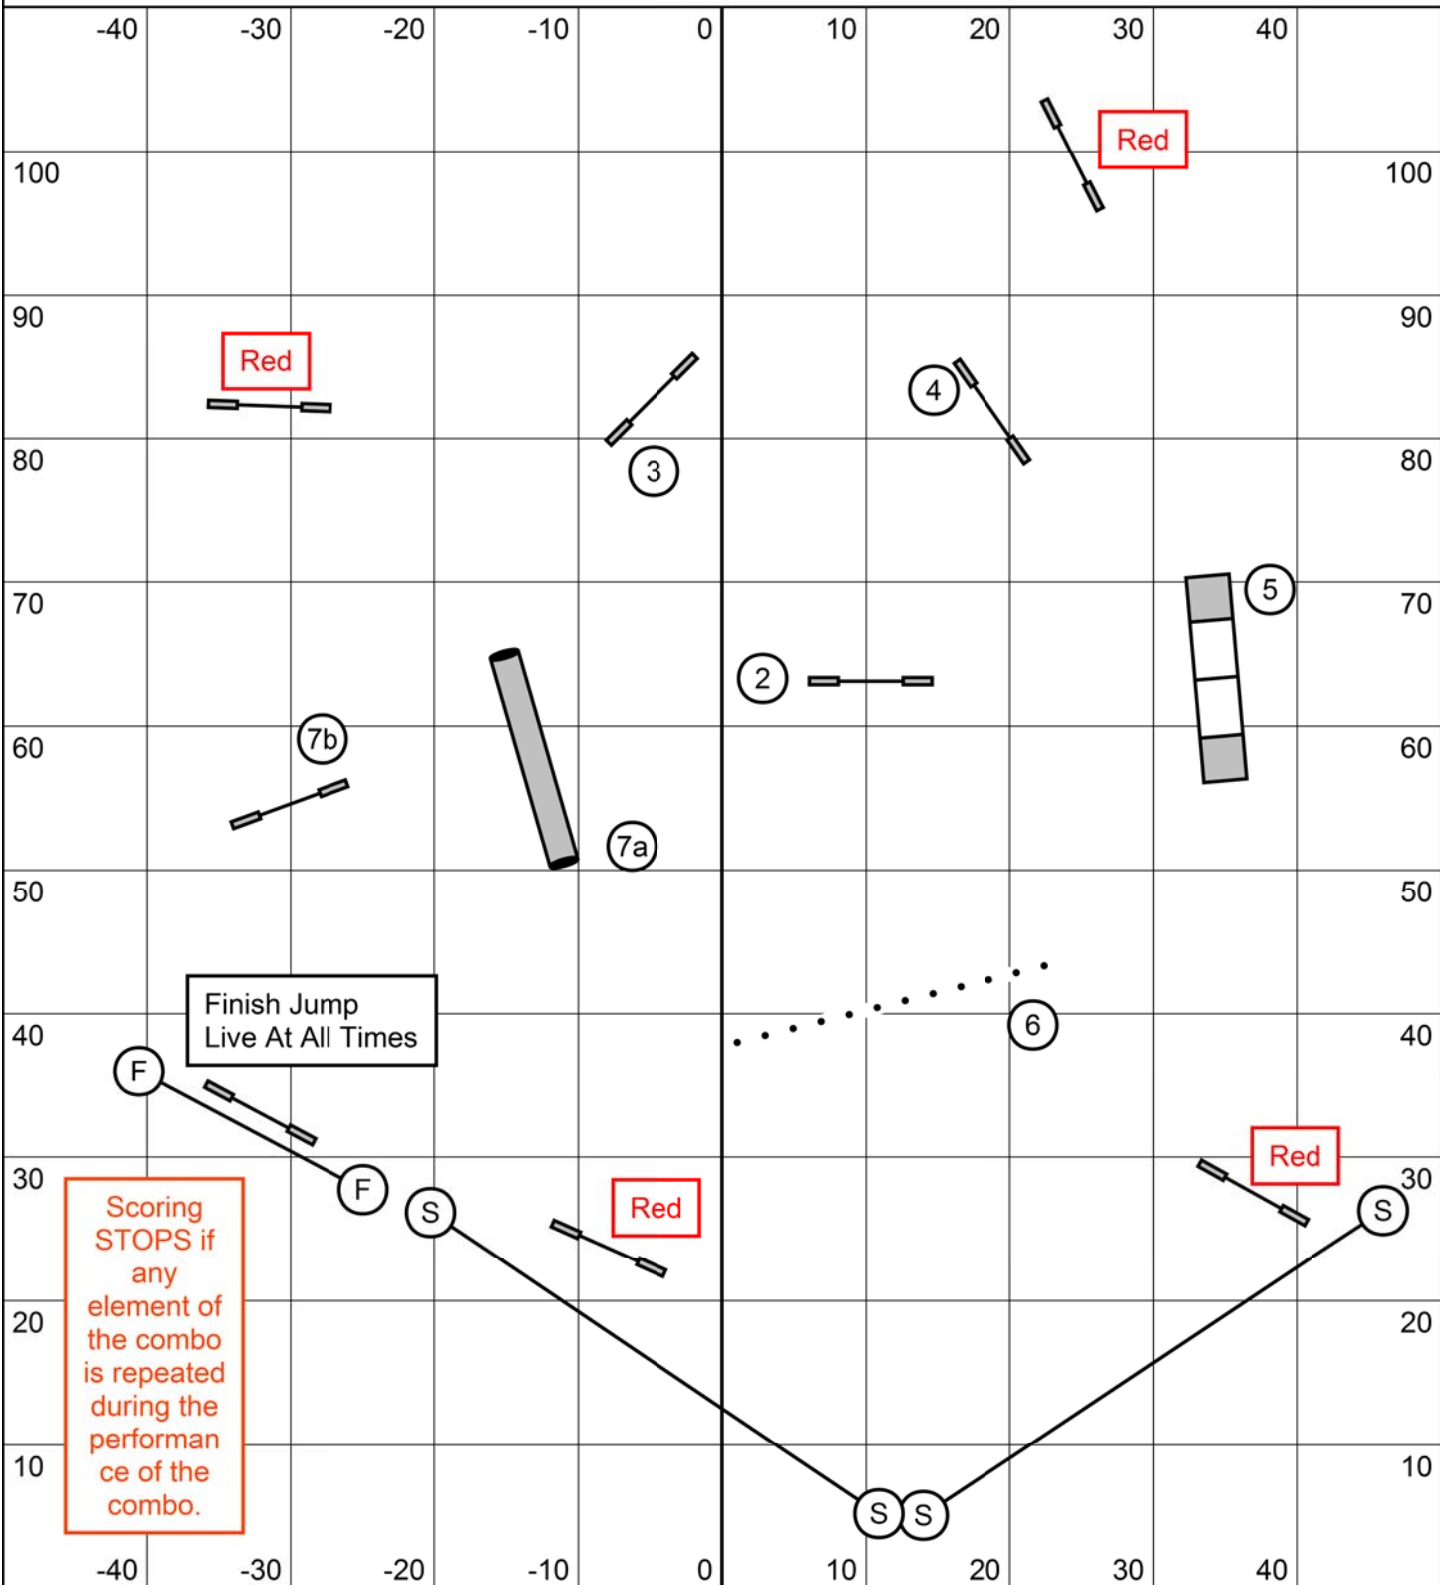 -40 -30 -20 -10 0 10 20 30 40
Red
100 100
90 90
Red
4
80 80
3
5
70 70
2
7b
60 60
7a
50 50
Finish Jump
Live At All Times
6
40 40
F
Red
30 30
F
S
Red
S
Scoring
STOPS if
any
element of
the combo
is repeated
during the
performan
ce of the
combo.
20 20
10 10
S S
-40 -30 -20 -10 0 10 20 30 40